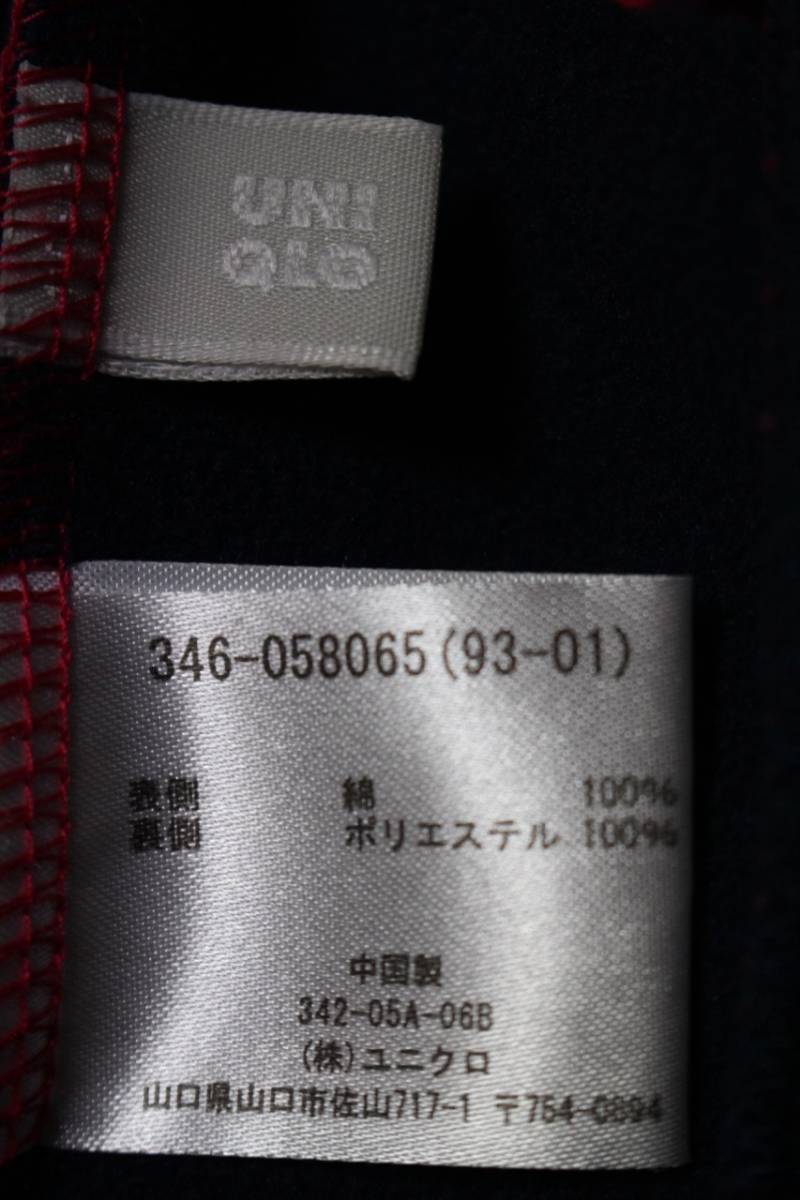 UNI
QLO
346-058065(93-01)
表側 綿 100%
裏側 ポリエステル 100%
中国製
342-05A-06B
(株)ユニクロ
山口県山口市佐山717-1 〒754-0894